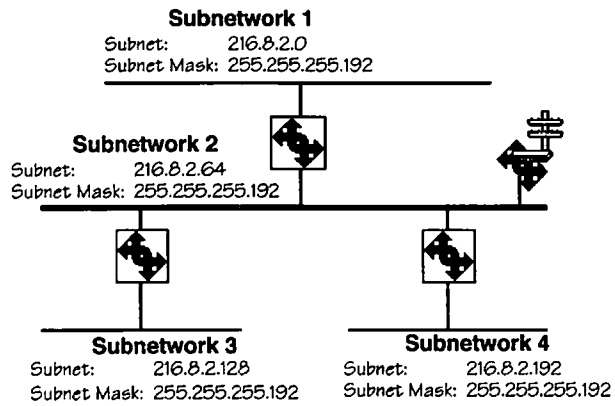 Subnetwork 1
Subnet: 216.8.2.0
Subnet Mask: 255.255.255.192
Subnetwork 2
Subnet: 216.8.2.64
Subnet Mask: 255.255.255.192
Subnetwork 3
Subnet: 216.8.2.128
Subnet Mask: 255.255.255.192
Subnetwork 4
Subnet: 216.8.2.192
Subnet Mask: 255.255.255.192